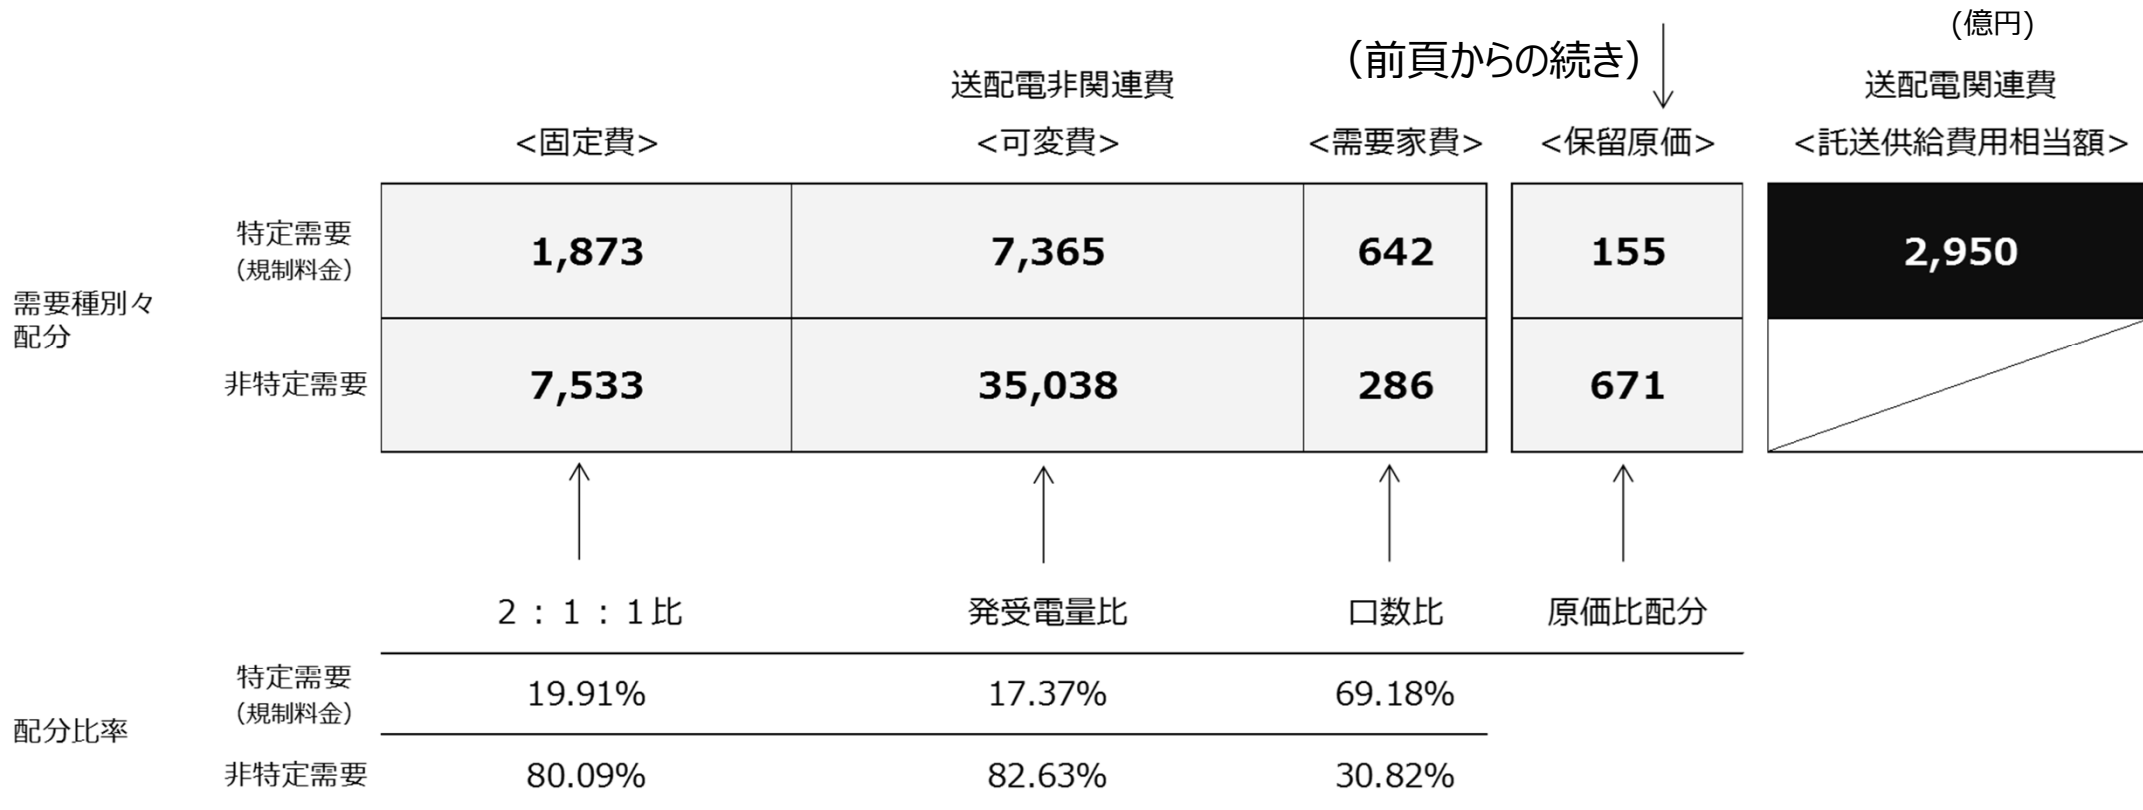 (億円)
（前頁からの続き）
送配電非関連費
送配電関連費
<固定費>
<可変費>
<需要家費>
<保留原価>
<託送供給費用相当額>
需要種別々
配分
特定需要
（規制料金）
1,873
7,365
642
155
2,950
非特定需要
7,533
35,038
286
671
２：１：１比
発受電量比
口数比
原価比配分
配分比率
特定需要
（規制料金）
19.91%
17.37%
69.18%
非特定需要
80.09%
82.63%
30.82%